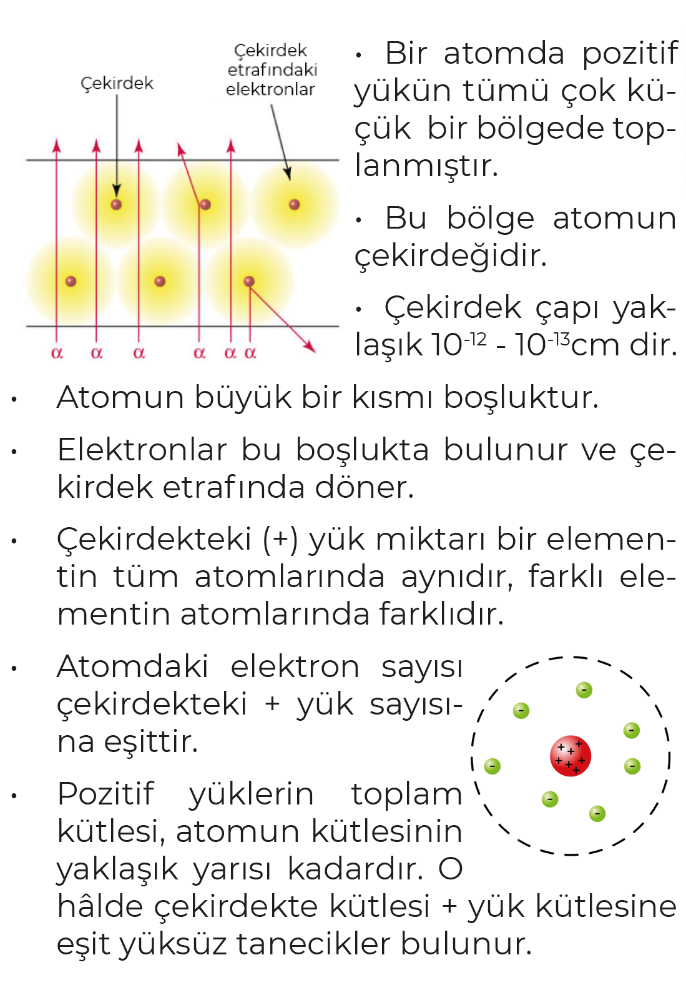 Çekirdek
Çekirdek
etrafındaki
elektronlar
α α α α α α
• Bir atomda pozitif
yükün tümü çok kü-
çük bir bölgede top-
lanmıştır.
• Bu bölge atomun
çekirdeğidir.
• Çekirdek çapı yak-
laşık 10⁻¹² - 10⁻¹³cm dir.
• Atomun büyük bir kısmı boşluktur.
• Elektronlar bu boşlukta bulunur ve çe-
kirdek etrafında döner.
• Çekirdekteki (+) yük miktarı bir elemen-
tin tüm atomlarında aynıdır, farklı ele-
mentin atomlarında farklıdır.
• Atomdaki elektron sayısı
çekirdekteki + yük sayısı-
na eşittir.
• Pozitif yüklerin toplam
kütlesi, atomun kütlesinin
yaklaşık yarısı kadardır. O
hâlde çekirdekte kütlesi + yük kütlesine
eşit yüksüz tanecikler bulunur.